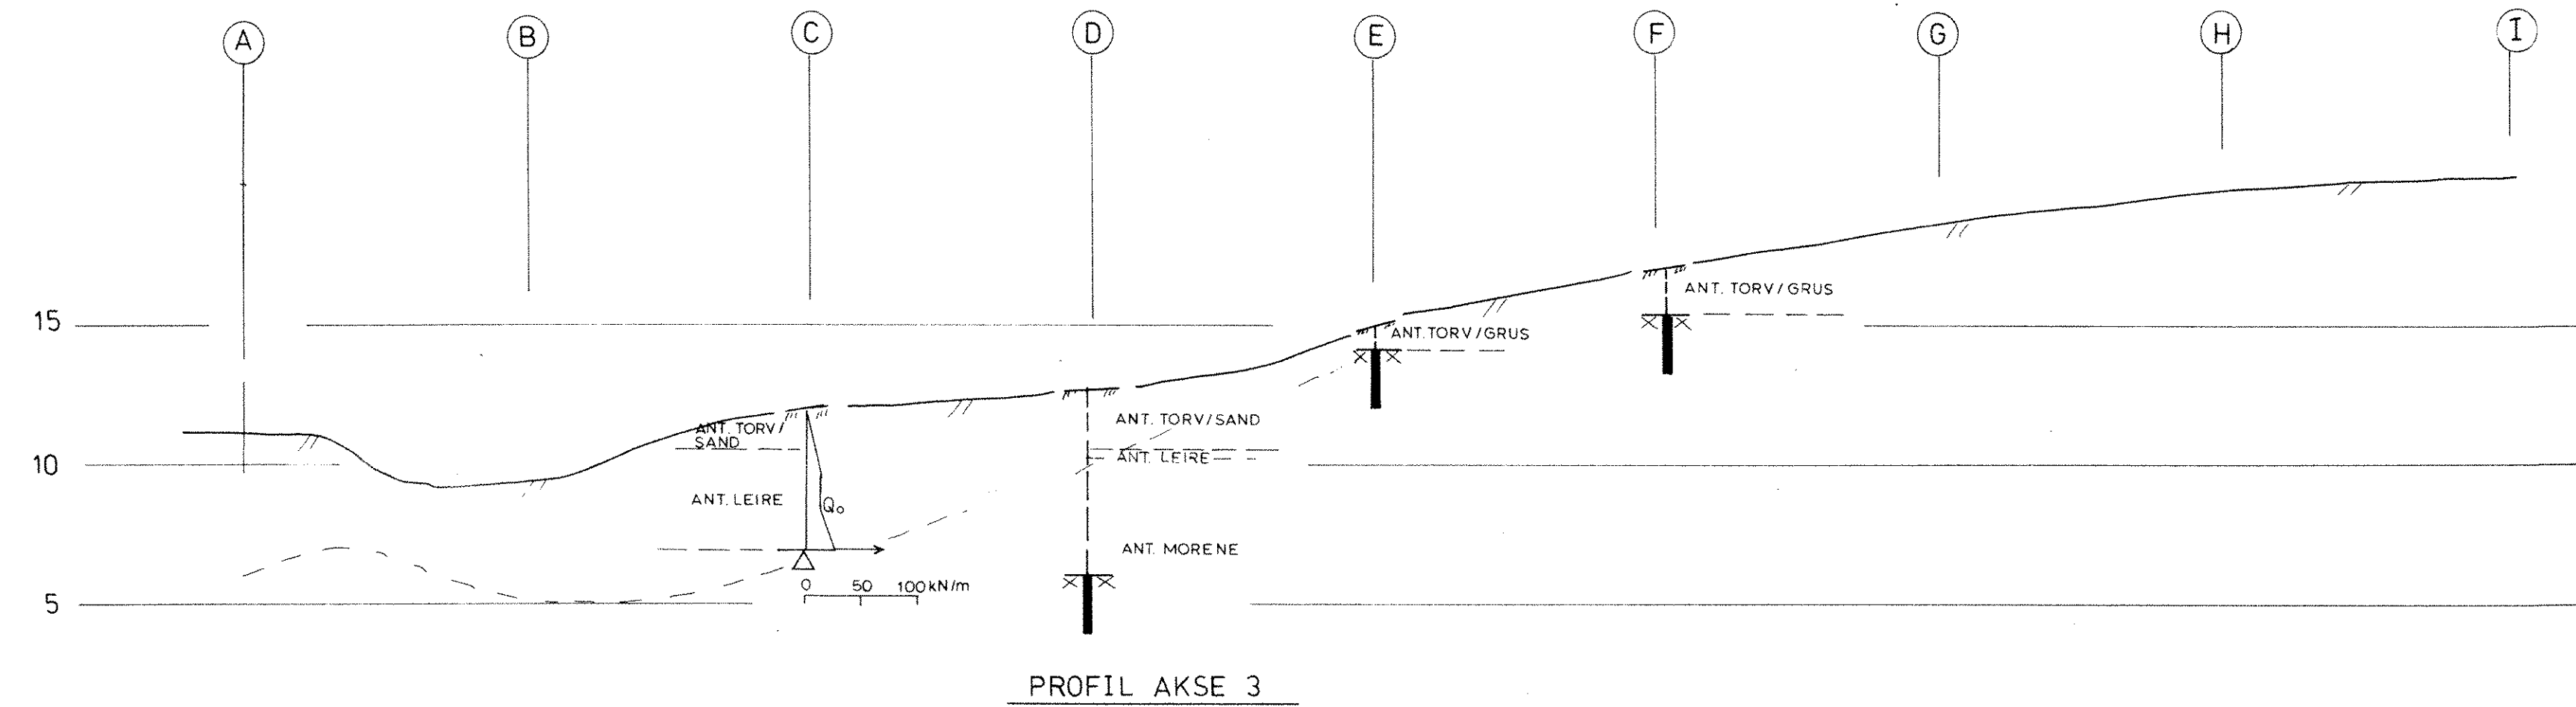 A B C D E F G H I
ANT. TORV/GRUS
15
ANT. TORV/GRUS
ANT. TORV/SAND
ANT. TORV/
SAND
ANT. LEIRE
10
ANT. LEIRE
Qo
ANT. MORENE
0 50 100 kN/m
5
PROFIL AKSE 3